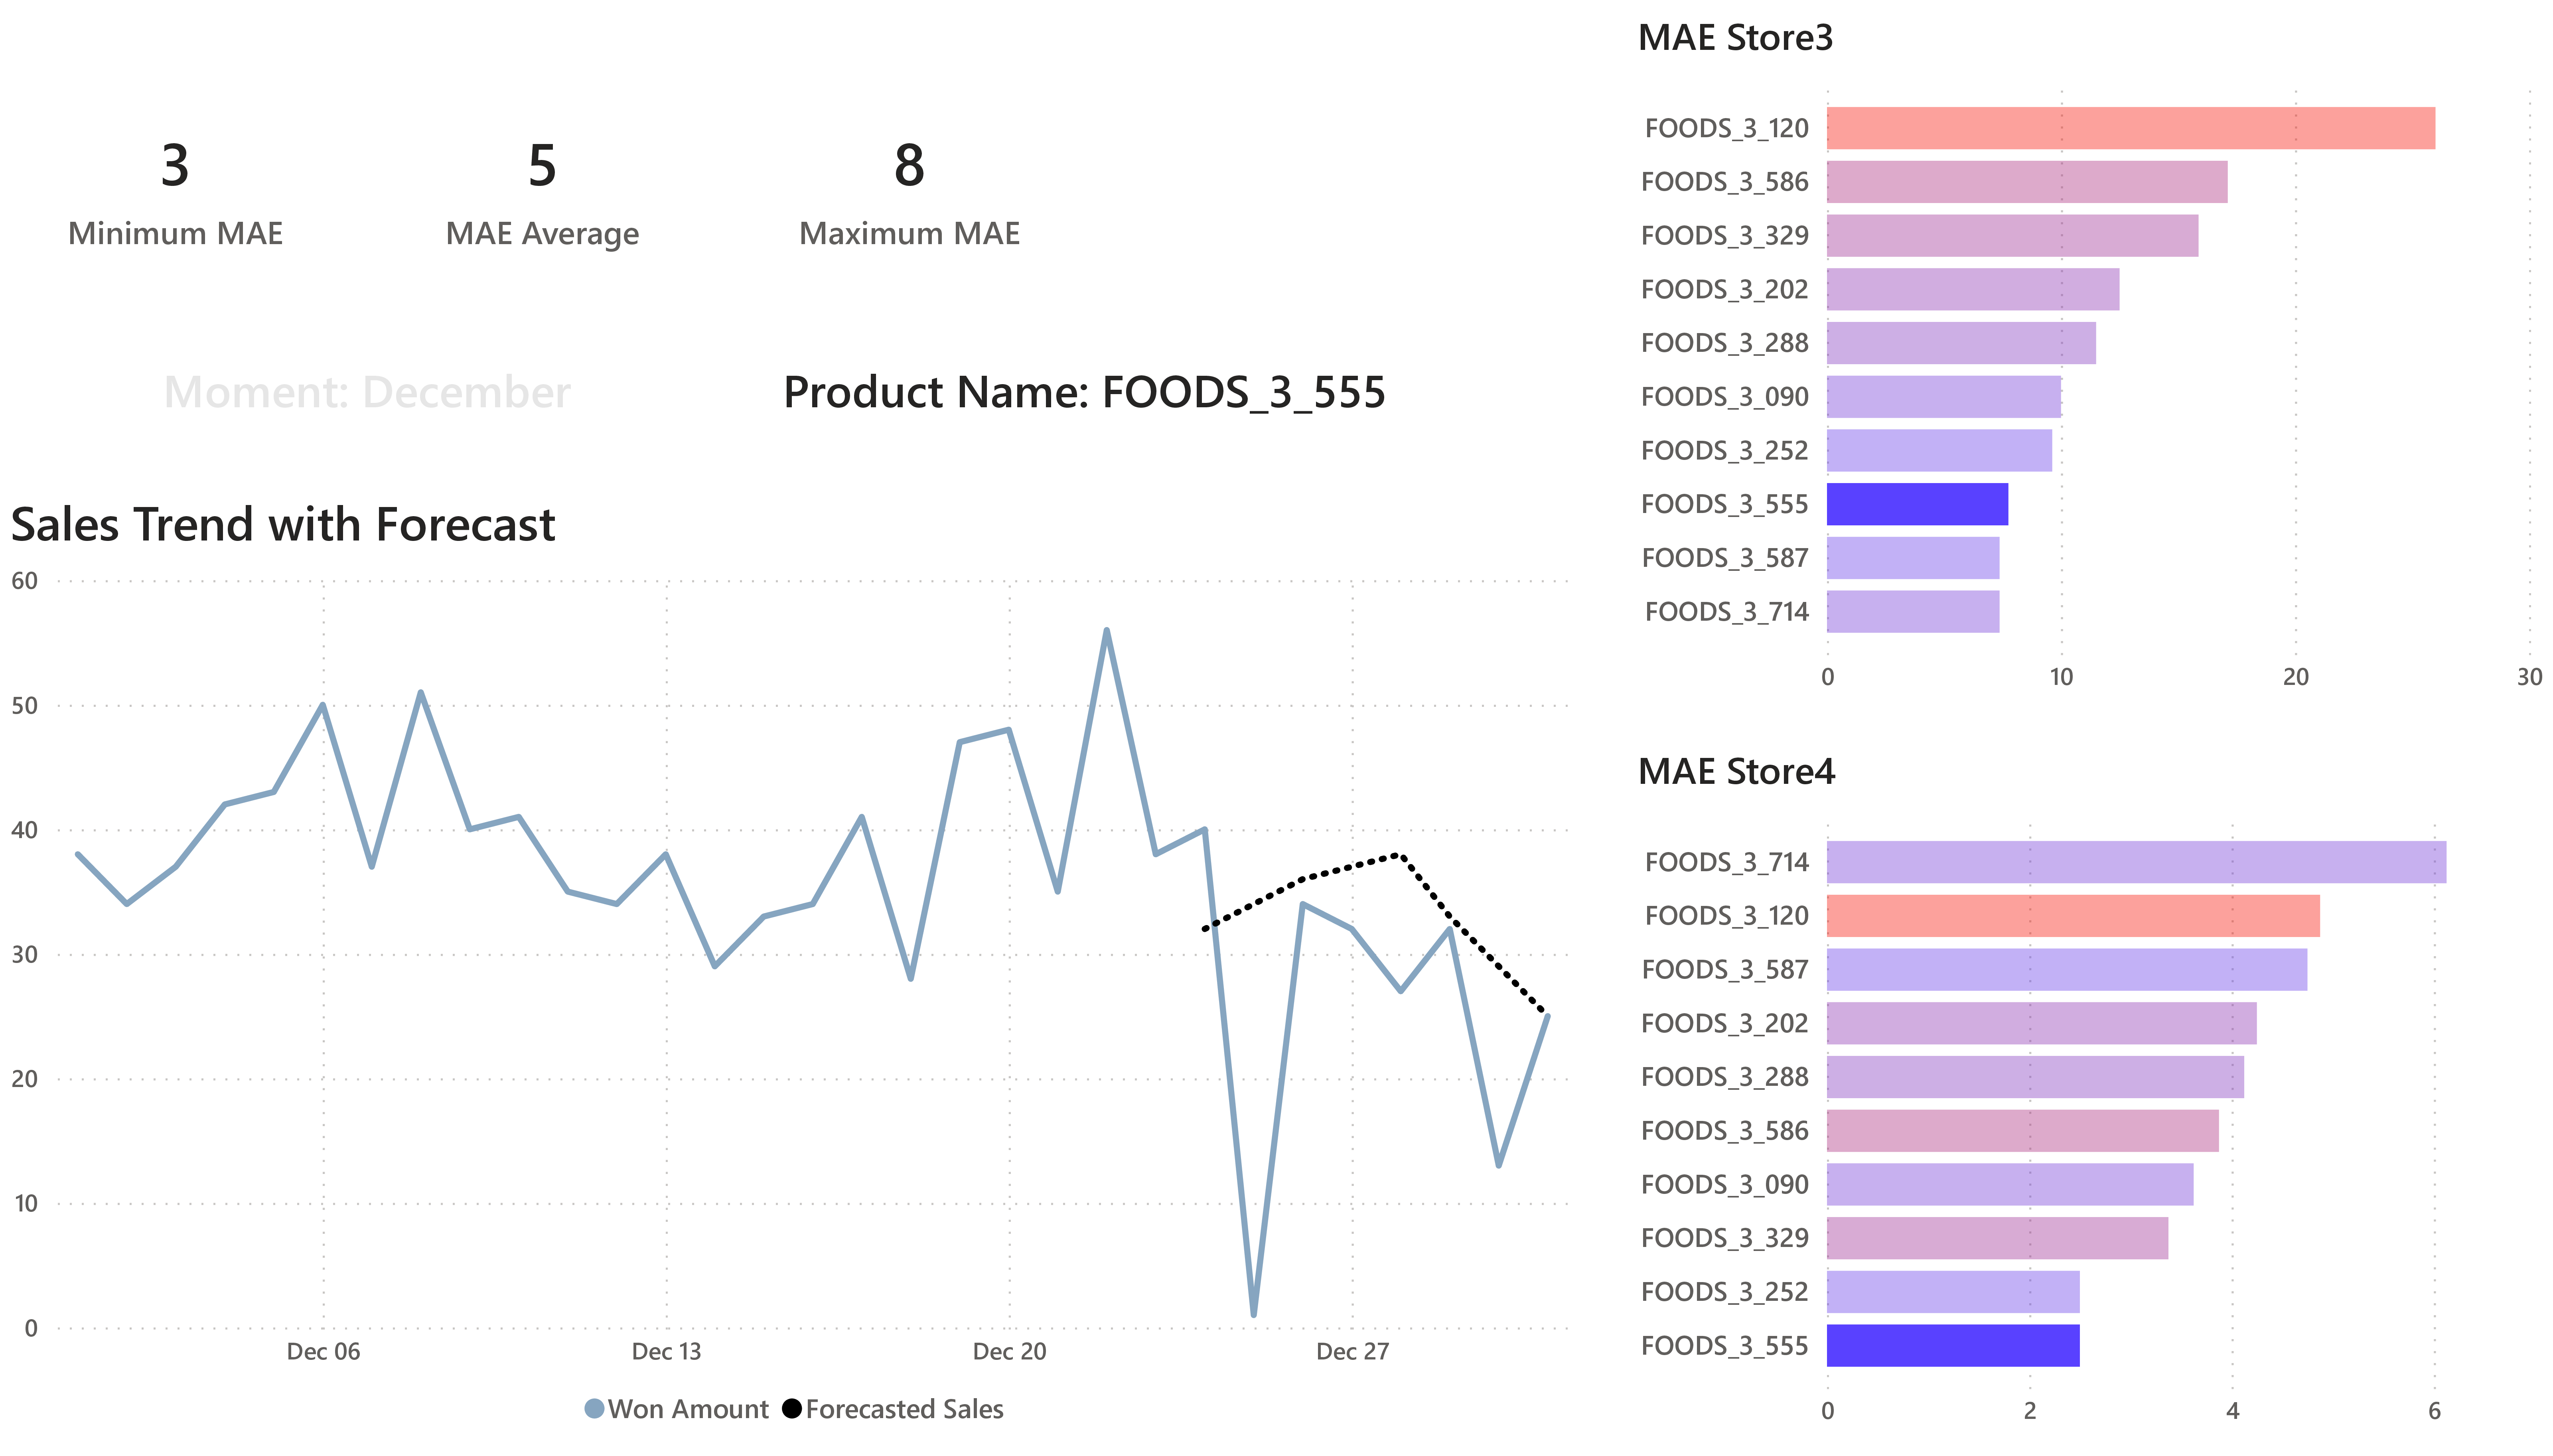 3
Minimum MAE
5
MAE Average
8
Maximum MAE
Moment: December
Product Name: FOODS_3_555
Sales Trend with Forecast
60
50
40
30
20
10
0
Dec 06
Dec 13
Dec 20
Dec 27
Won Amount
Forecasted Sales
MAE Store3
FOODS_3_120
FOODS_3_586
FOODS_3_329
FOODS_3_202
FOODS_3_288
FOODS_3_090
FOODS_3_252
FOODS_3_555
FOODS_3_587
FOODS_3_714
0
10
20
30
MAE Store4
FOODS_3_714
FOODS_3_120
FOODS_3_587
FOODS_3_202
FOODS_3_288
FOODS_3_586
FOODS_3_090
FOODS_3_329
FOODS_3_252
FOODS_3_555
0
2
4
6